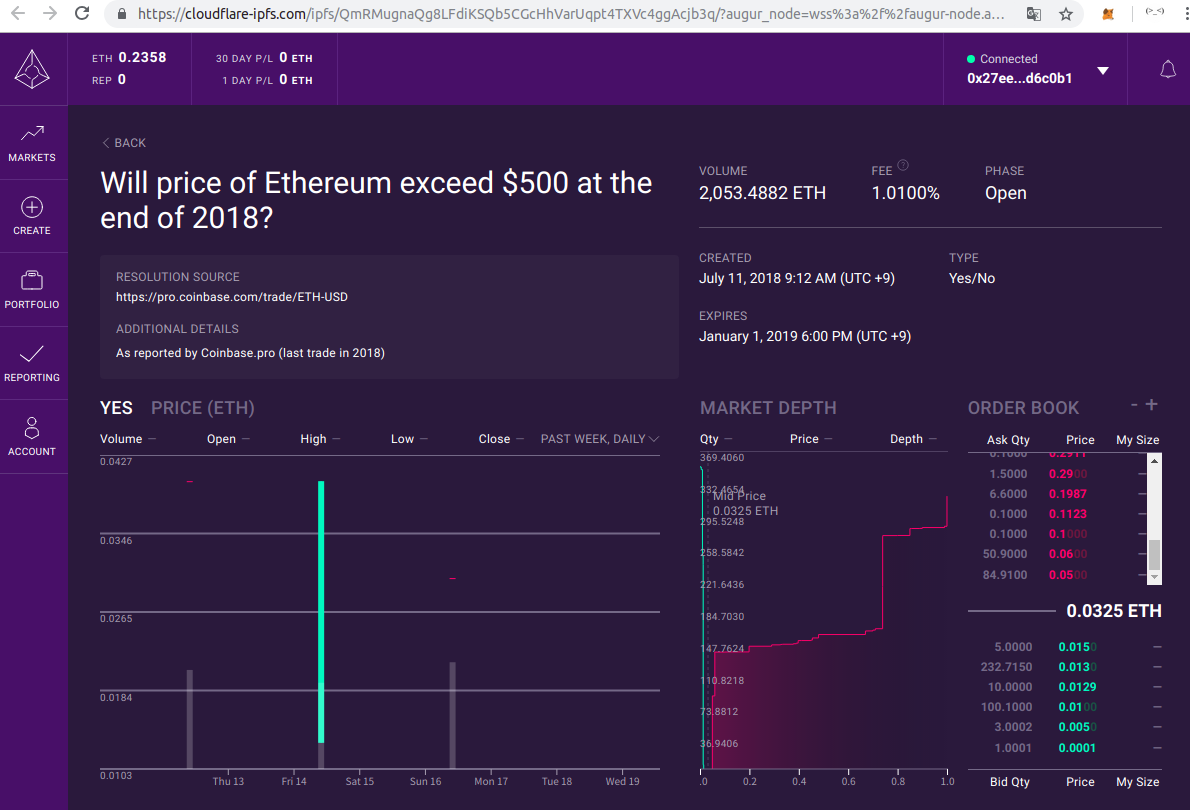 https://cloudflare-ipfs.com/ipfs/QmRMugnaQg8LFdiKSQb5CGcHhVarUqpt4TXVc4ggAcjb3q/?augur_node=wss%3a%2f%2faugur-node.a...
(>_<)
ETH 0.2358
REP 0
30 DAY P/L 0 ETH
1 DAY P/L 0 ETH
Connected
0x27ee...d6c0b1
MARKETS
CREATE
PORTFOLIO
REPORTING
ACCOUNT
BACK
Will price of Ethereum exceed $500 at the
end of 2018?
VOLUME FEE ? PHASE
2,053.4882 ETH 1.0100% Open
RESOLUTION SOURCE
https://pro.coinbase.com/trade/ETH-USD
ADDITIONAL DETAILS
As reported by Coinbase.pro (last trade in 2018)
CREATED TYPE
July 11, 2018 9:12 AM (UTC +9) Yes/No
EXPIRES
January 1, 2019 6:00 PM (UTC +9)
YES PRICE (ETH)
Volume — Open — High — Low — Close — PAST WEEK, DAILY
0.0427
0.0346
0.0265
0.0184
0.0103
Thu 13 Fri 14 Sat 15 Sun 16 Mon 17 Tue 18 Wed 19
MARKET DEPTH
Qty — Price — Depth —
369.4060
332.4654
Mid Price
0.0325 ETH
295.5248
258.5842
221.6436
184.7030
147.7624
110.8218
73.8812
36.9406
.0 0.2 0.4 0.6 0.8 1.0
ORDER BOOK - +
Ask Qty Price My Size
0.1000 0.2911 —
1.5000 0.2900 —
6.6000 0.1987 —
0.1000 0.1123 —
0.1000 0.1000 —
50.9000 0.0600 —
84.9100 0.0500 —
0.0325 ETH
5.0000 0.0150 —
232.7150 0.0130 —
10.0000 0.0129 —
100.1000 0.0100 —
3.0002 0.0050 —
1.0001 0.0001 —
Bid Qty Price My Size